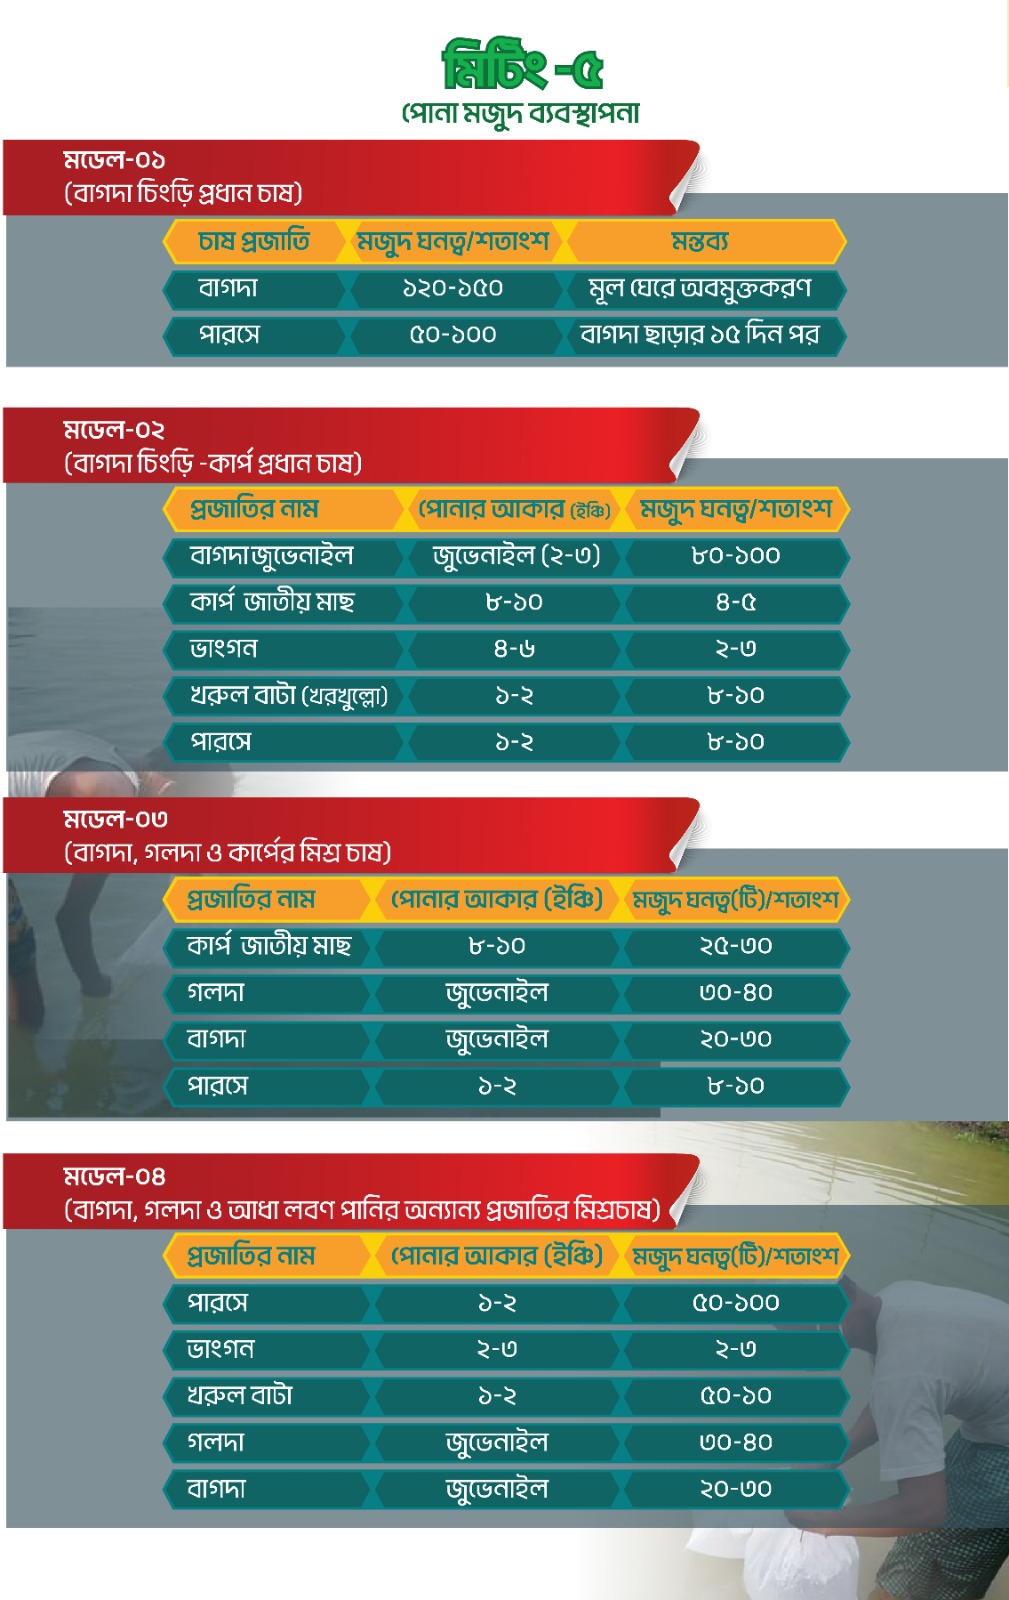 মিটিং -৫
পোনা মজুদ ব্যবস্থাপনা
মডেল-০১
(বাগদা চিংড়ি প্রধান চাষ)
চাষ প্রজাতি মজুদ ঘনত্ব/শতাংশ মন্তব্য
বাগদা ১২০-১৫০ মূল ঘেরে অবমুক্তকরণ
পারসে ৫০-১০০ বাগদা ছাড়ার ১৫ দিন পর
মডেল-০২
(বাগদা চিংড়ি -কার্প প্রধান চাষ)
প্রজাতির নাম পোনার আকার (ইঞ্চি) মজুদ ঘনত্ব/শতাংশ
বাগদা জুভেনাইল জুভেনাইল (২-৩) ৮০-১০০
কার্প জাতীয় মাছ ৮-১০ ৪-৫
ভাংগন ৪-৬ ২-৩
খরুল বাটা (খরখুল্লো) ১-২ ৮-১০
পারসে ১-২ ৮-১০
মডেল-০৩
(বাগদা, গলদা ও কার্পের মিশ্র চাষ)
প্রজাতির নাম পোনার আকার (ইঞ্চি) মজুদ ঘনত্ব(টি)/শতাংশ
কার্প জাতীয় মাছ ৮-১০ ২৫-৩০
গলদা জুভেনাইল ৩০-৪০
বাগদা জুভেনাইল ২০-৩০
পারসে ১-২ ৮-১০
মডেল-০৪
(বাগদা, গলদা ও আধা লবণ পানির অন্যান্য প্রজাতির মিশ্রচাষ)
প্রজাতির নাম পোনার আকার (ইঞ্চি) মজুদ ঘনত্ব(টি)/শতাংশ
পারসে ১-২ ৫০-১০০
ভাংগন ২-৩ ২-৩
খরুল বাটা ১-২ ৫০-১০
গলদা জুভেনাইল ৩০-৪০
বাগদা জুভেনাইল ২০-৩০